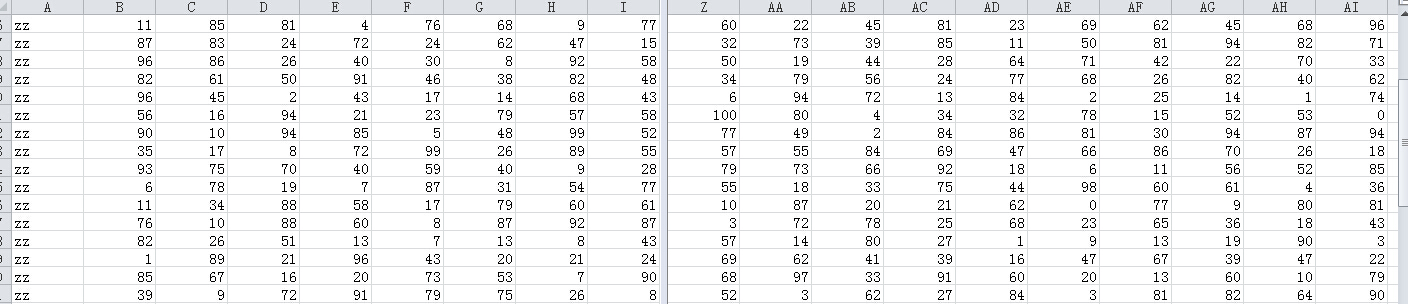 A B C D E F G H I Z AA AB AC AD AE AF AG AH AI
zz 11 85 81 4 76 68 9 77 60 22 45 81 23 69 62 45 68 96
zz 87 83 24 72 24 62 47 15 32 73 39 85 11 50 81 94 82 71
zz 96 86 26 40 30 8 92 58 50 19 44 28 64 71 42 22 70 33
zz 82 61 50 91 46 38 82 48 34 79 56 24 77 68 26 82 40 62
zz 96 45 2 43 17 14 68 43 6 94 72 13 84 2 25 14 1 74
zz 56 16 94 21 23 79 57 58 100 80 4 34 32 78 15 52 53 0
zz 90 10 94 85 5 48 99 52 77 49 2 84 86 81 30 94 87 94
zz 35 17 8 72 99 26 89 55 57 55 84 69 47 66 86 70 26 18
zz 93 75 70 40 59 40 9 28 79 73 66 92 18 6 11 56 52 85
zz 6 78 19 7 87 31 54 77 55 18 33 75 44 98 60 61 4 36
zz 11 34 88 58 17 79 60 61 10 87 20 21 62 0 77 9 80 81
zz 76 10 88 60 8 87 92 87 3 72 78 25 68 23 65 36 18 43
zz 82 26 51 13 7 13 8 43 57 14 80 27 1 9 13 19 90 3
zz 1 89 21 96 43 20 21 24 69 62 41 39 16 47 67 39 47 22
zz 85 67 16 20 73 53 7 90 68 97 33 91 60 20 13 60 10 79
zz 39 9 72 91 79 75 26 8 52 3 62 27 84 3 81 82 64 90